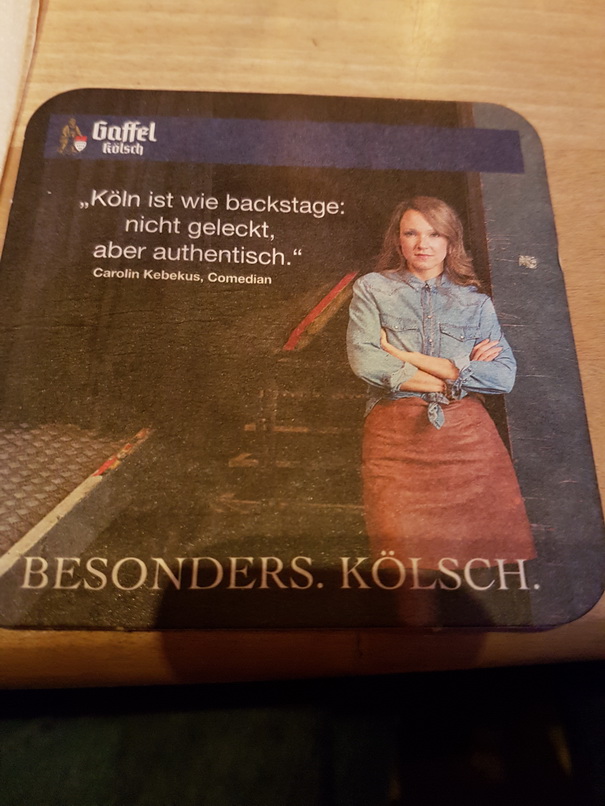 Gaffel
Kölsch
„Köln ist wie backstage:
nicht geleckt,
aber authentisch.“
Carolin Kebekus, Comedian
BESONDERS. KÖLSCH.